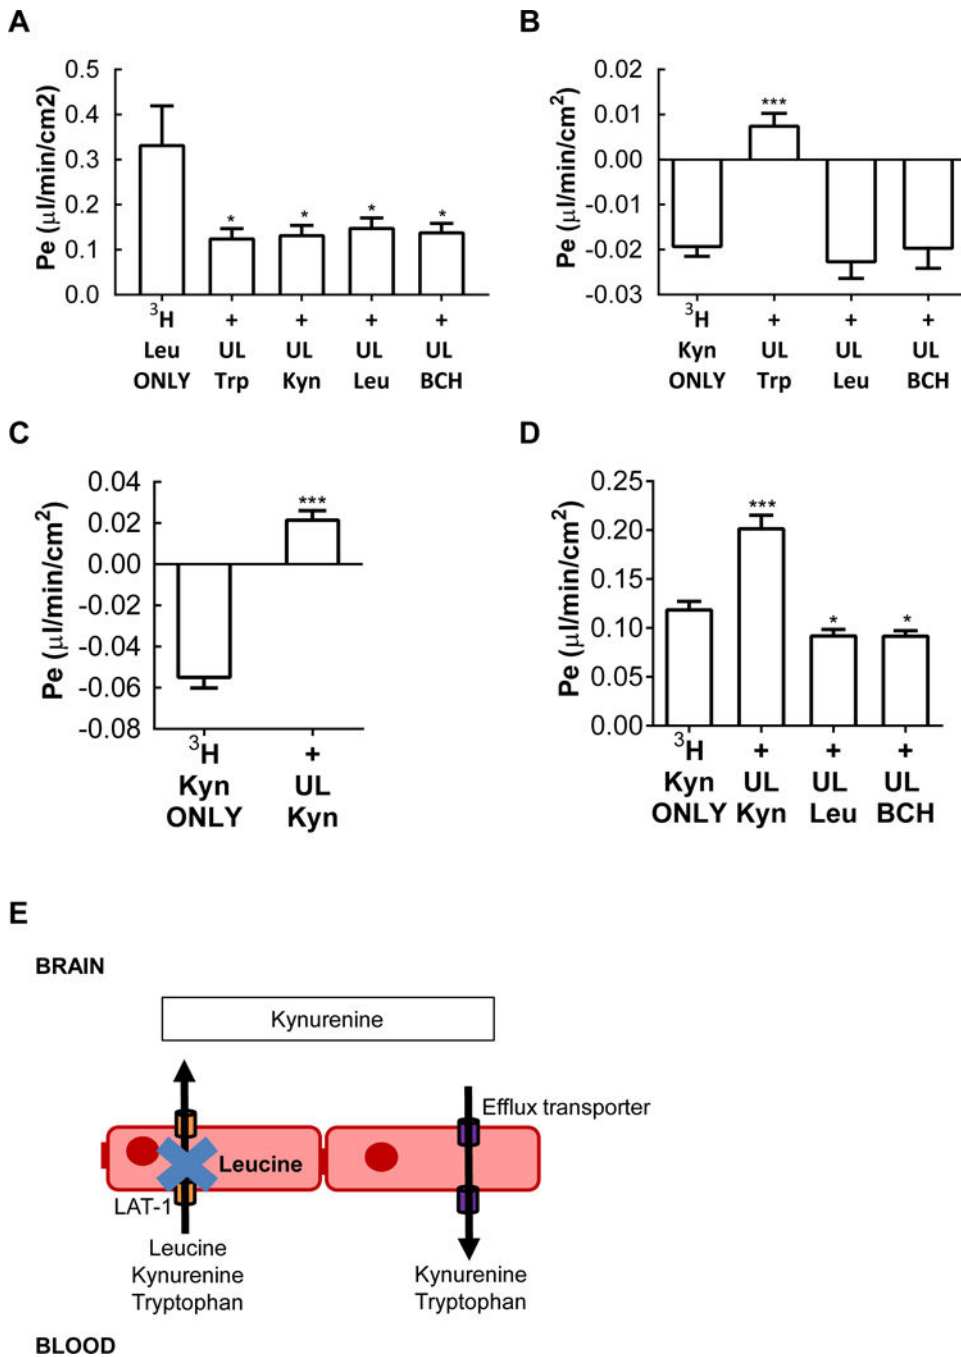 A
Pe (μl/min/cm2)
0.5
0.4
0.3
0.2
0.1
0.0
* * * *
³H + + + +
Leu UL UL UL UL
ONLY Trp Kyn Leu BCH
B
Pe (μl/min/cm²)
0.02
0.01
0.00
-0.01
-0.02
-0.03
***
³H + + +
Kyn UL UL UL
ONLY Trp Leu BCH
C
Pe (μl/min/cm²)
0.04
0.02
0.00
-0.02
-0.04
-0.06
-0.08
***
³H +
Kyn UL
ONLY Kyn
D
Pe (μl/min/cm²)
0.25
0.20
0.15
0.10
0.05
0.00
*** * *
³H + + +
Kyn UL UL UL
ONLY Kyn Leu BCH
E
BRAIN
Kynurenine
Efflux transporter
Leucine
LAT-1
Leucine
Kynurenine
Tryptophan
Kynurenine
Tryptophan
BLOOD